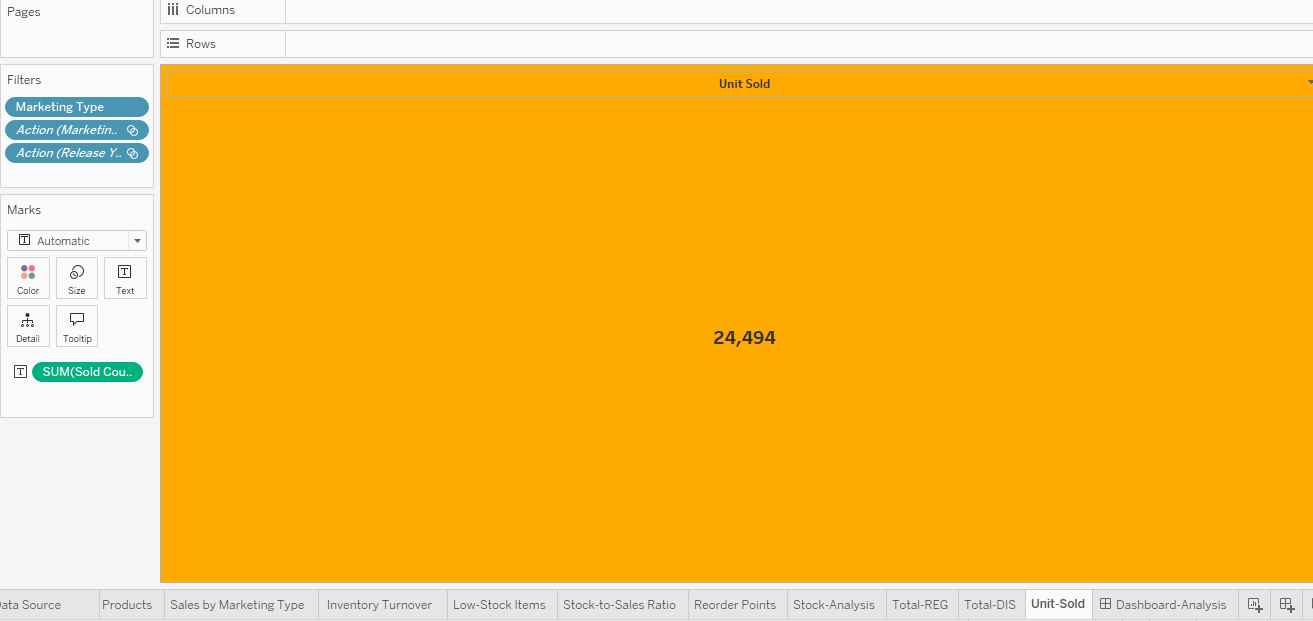 Pages
Columns
Rows
Filters
Marketing Type
Action (Marketin..
Action (Release Y..
Marks
Automatic
Color
Size
Text
Detail
Tooltip
SUM(Sold Cou..
Unit Sold
24,494
ata Source
Products
Sales by Marketing Type
Inventory Turnover
Low-Stock Items
Stock-to-Sales Ratio
Reorder Points
Stock-Analysis
Total-REG
Total-DIS
Unit-Sold
Dashboard-Analysis